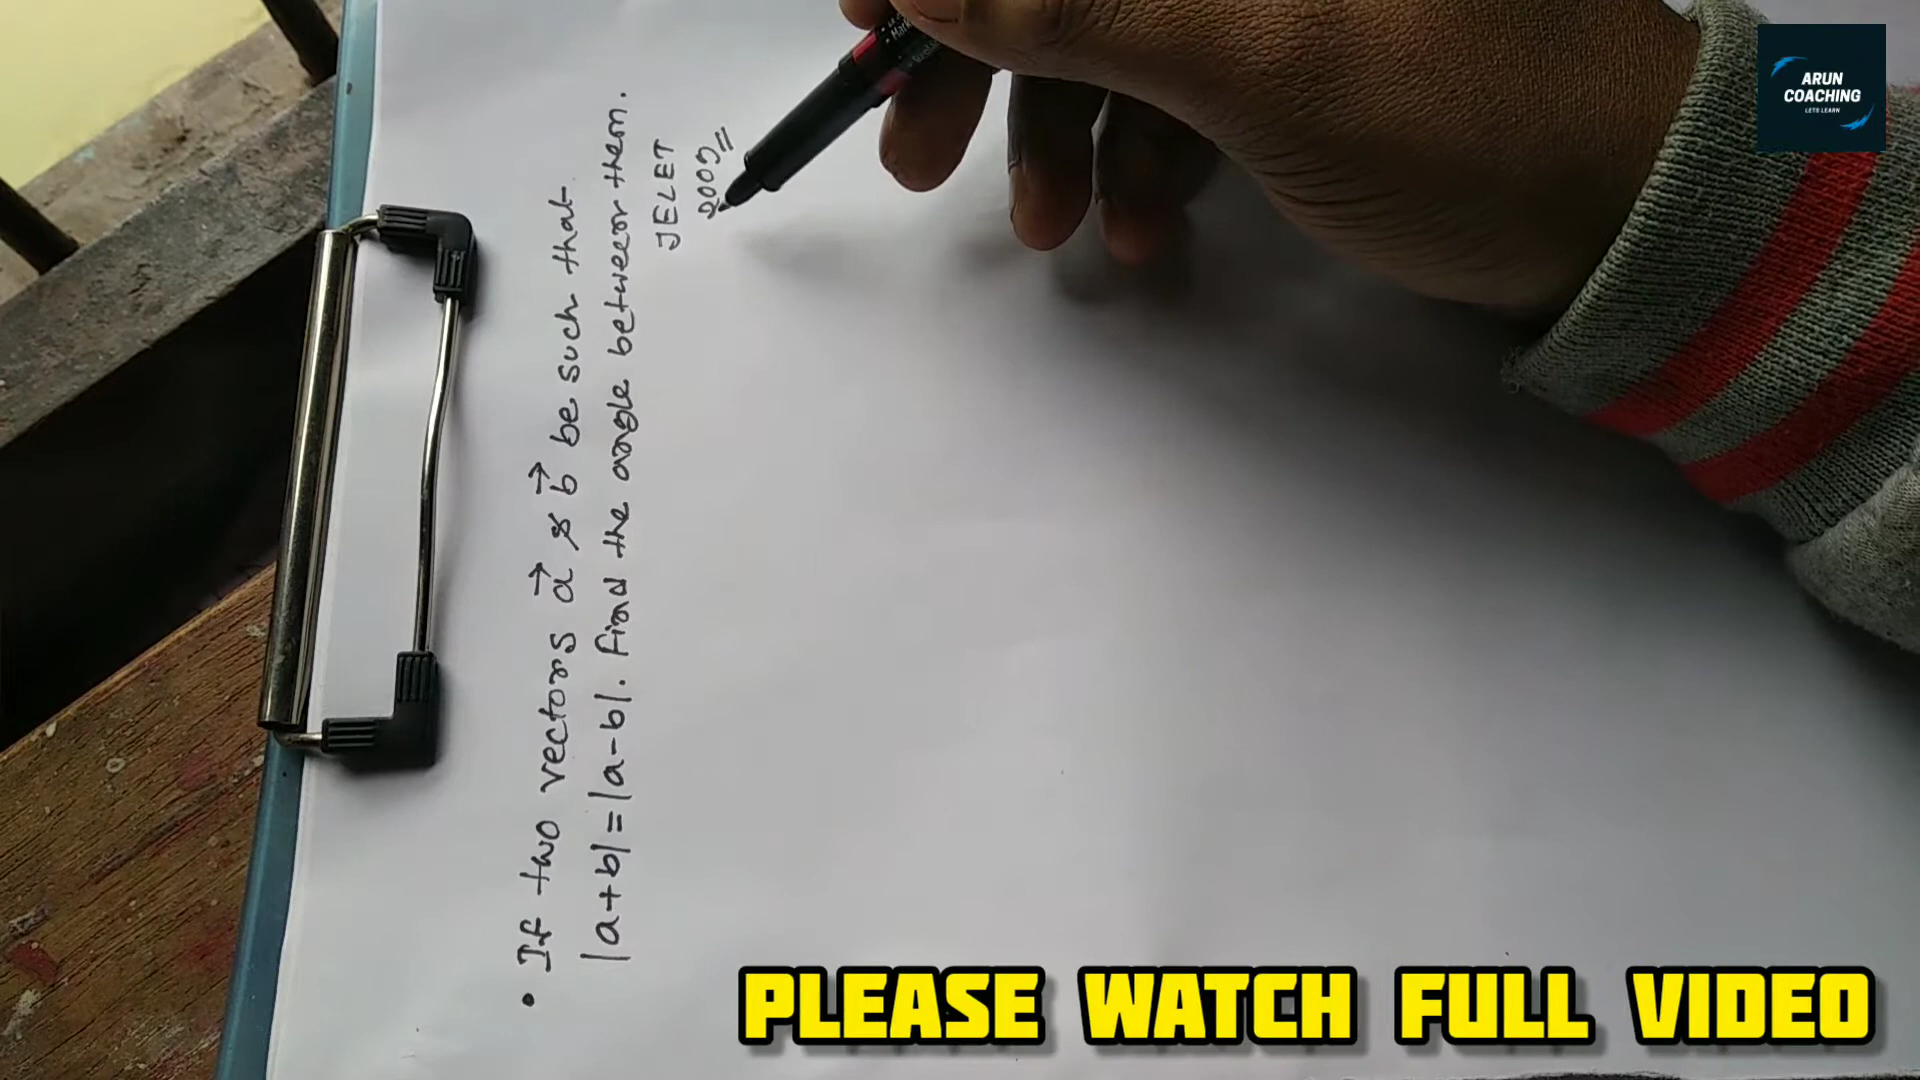 • If two vectors a⃗ & b⃗ be such that
|a+b|=|a-b|. Find the angle between them.
JELET
2009
ARUN
COACHING
LETS LEARN
PLEASE WATCH FULL VIDEO